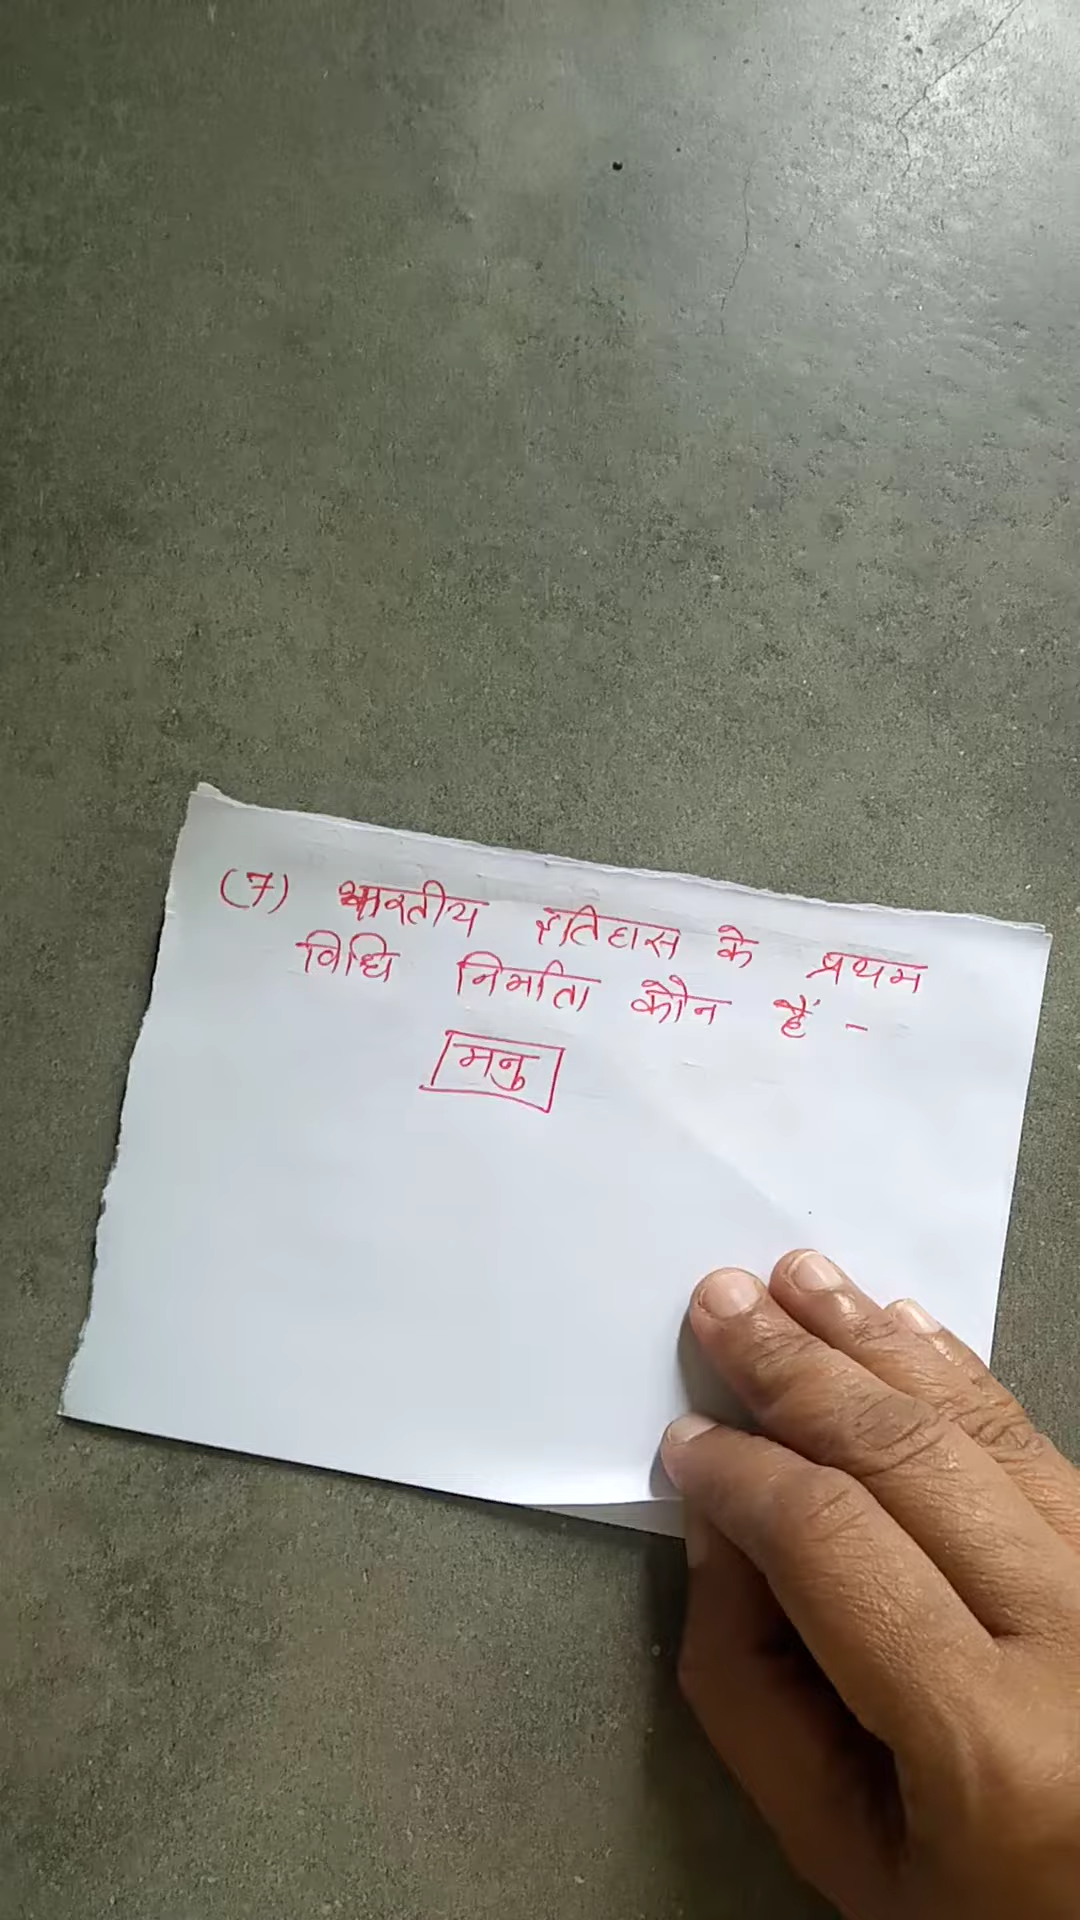 (7) भारतीय इतिहास के प्रथम
विधि निर्माता कौन हैं -
मनु